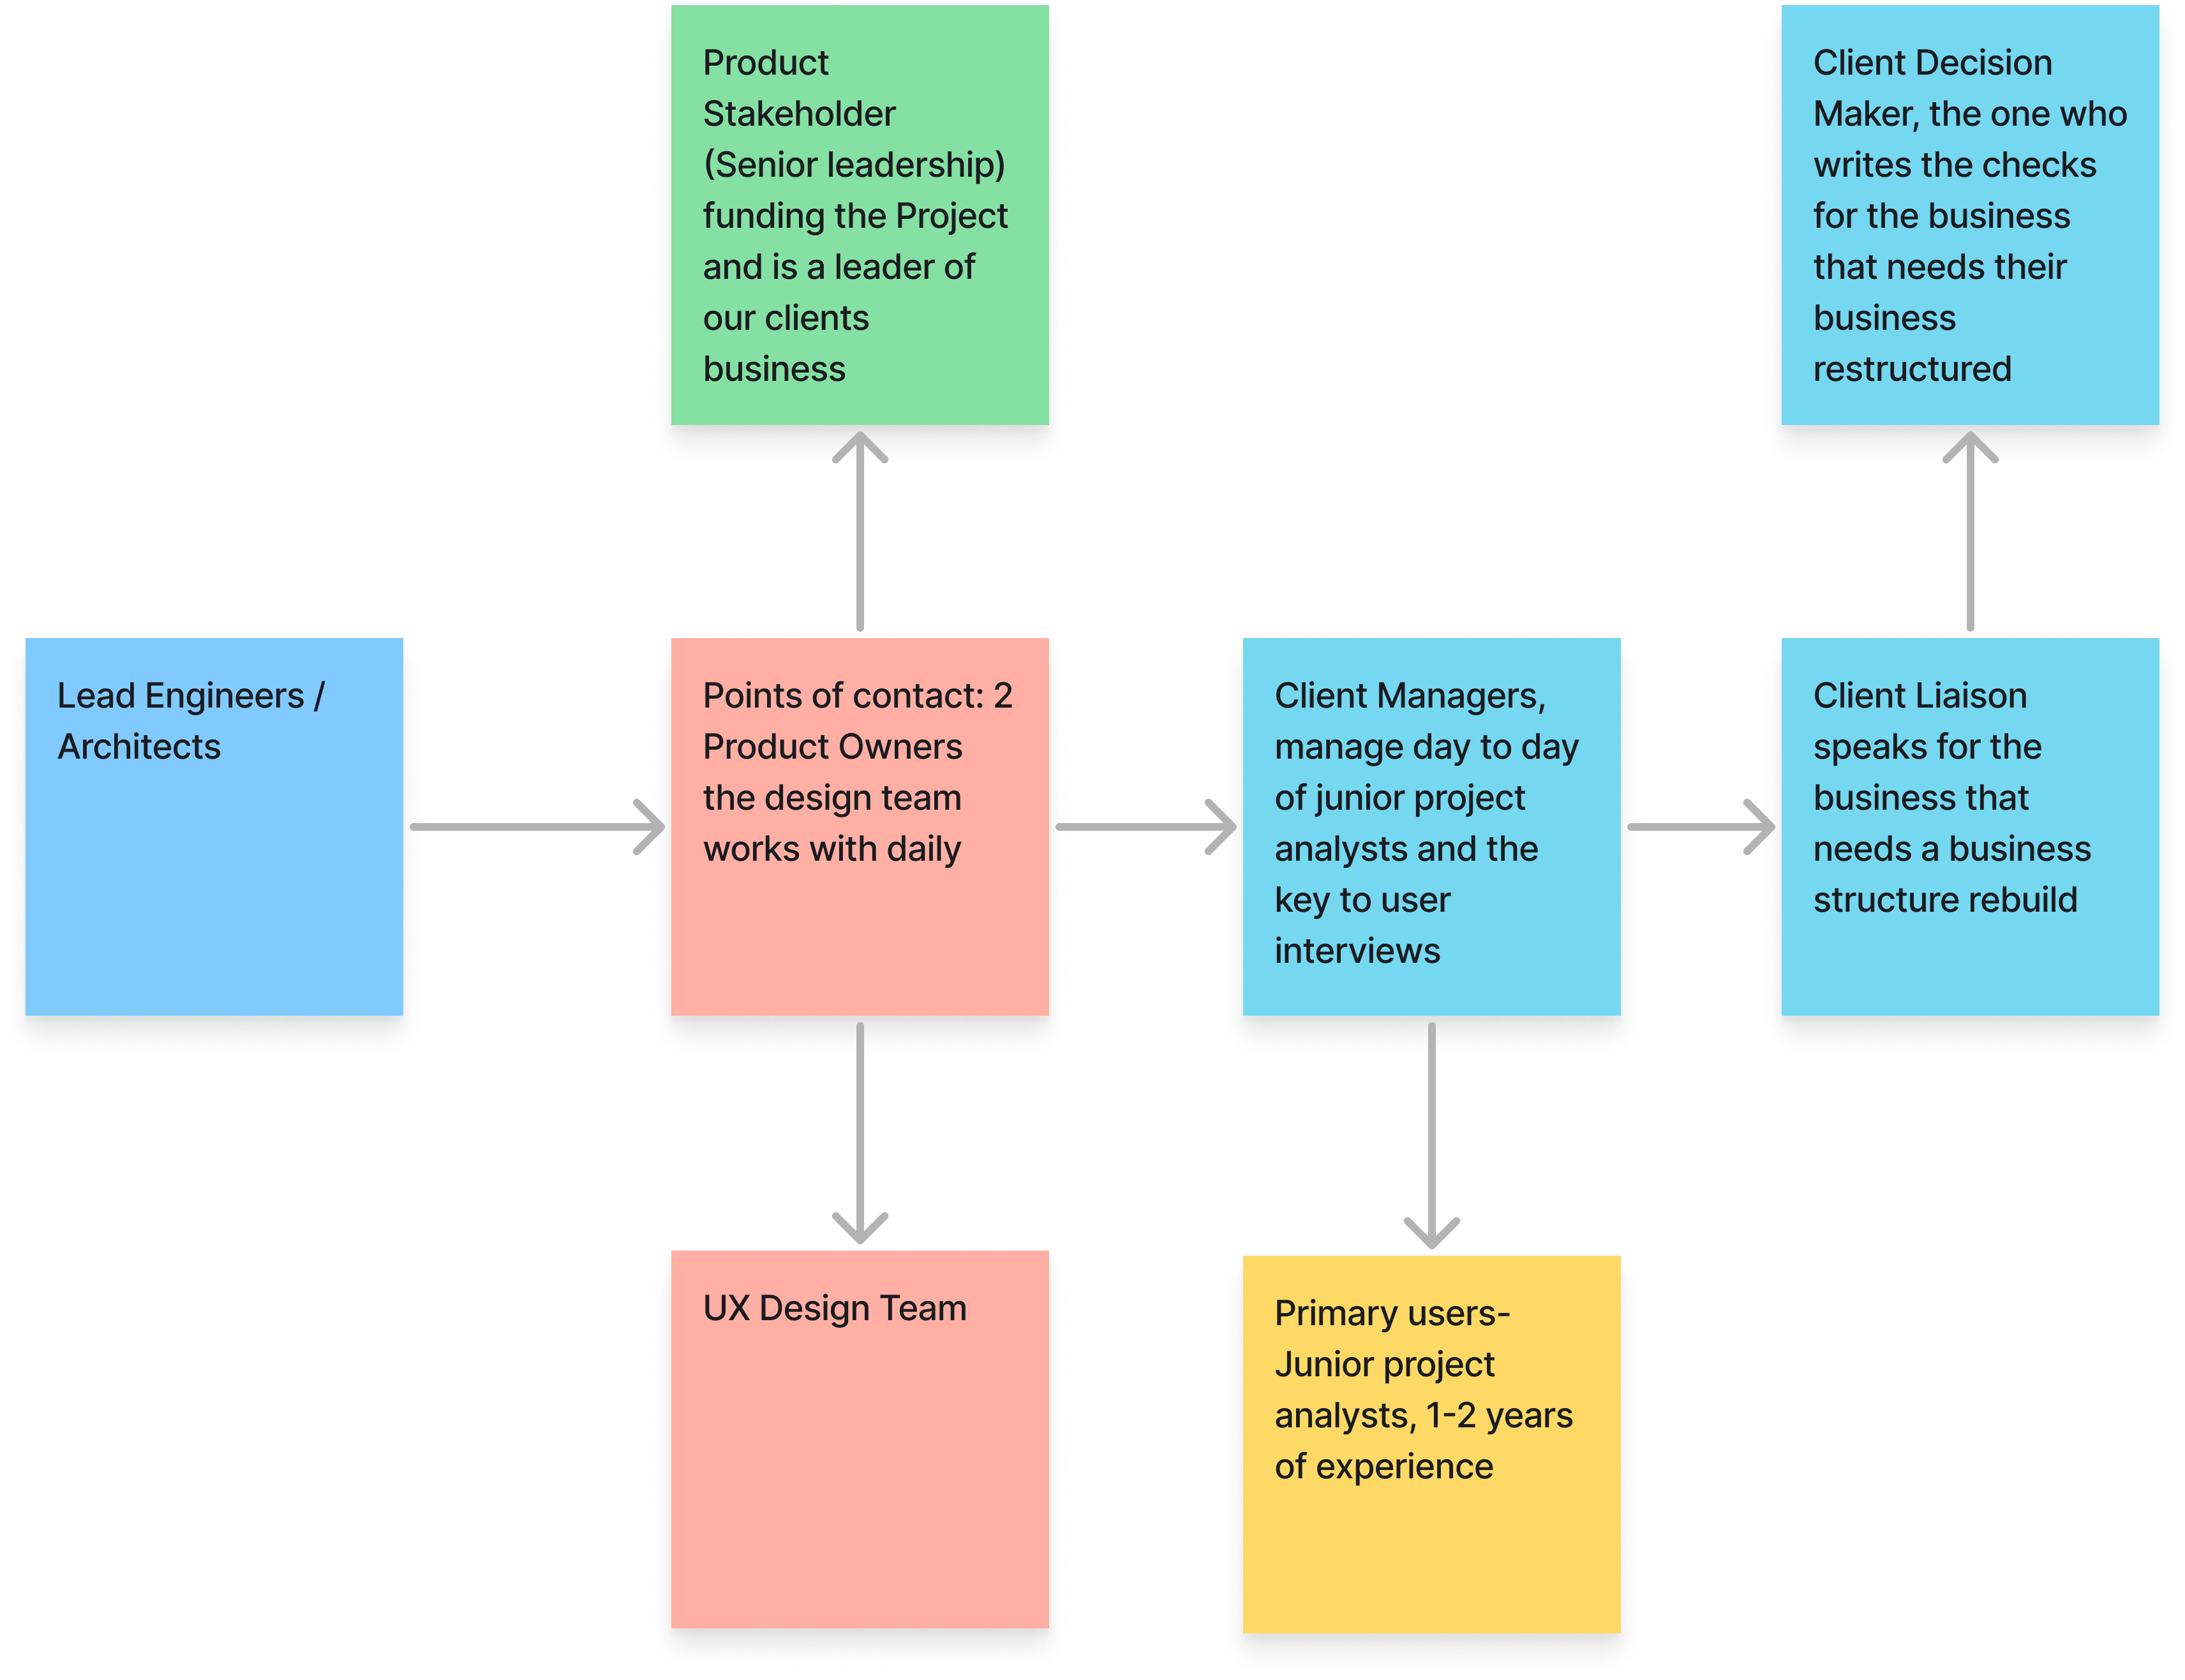 Product
Stakeholder
(Senior leadership)
funding the Project
and is a leader of
our clients
business
Client Decision
Maker, the one who
writes the checks
for the business
that needs their
business
restructured
Lead Engineers /
Architects
Points of contact: 2
Product Owners
the design team
works with daily
Client Managers,
manage day to day
of junior project
analysts and the
key to user
interviews
Client Liaison
speaks for the
business that
needs a business
structure rebuild
UX Design Team
Primary users-
Junior project
analysts, 1-2 years
of experience